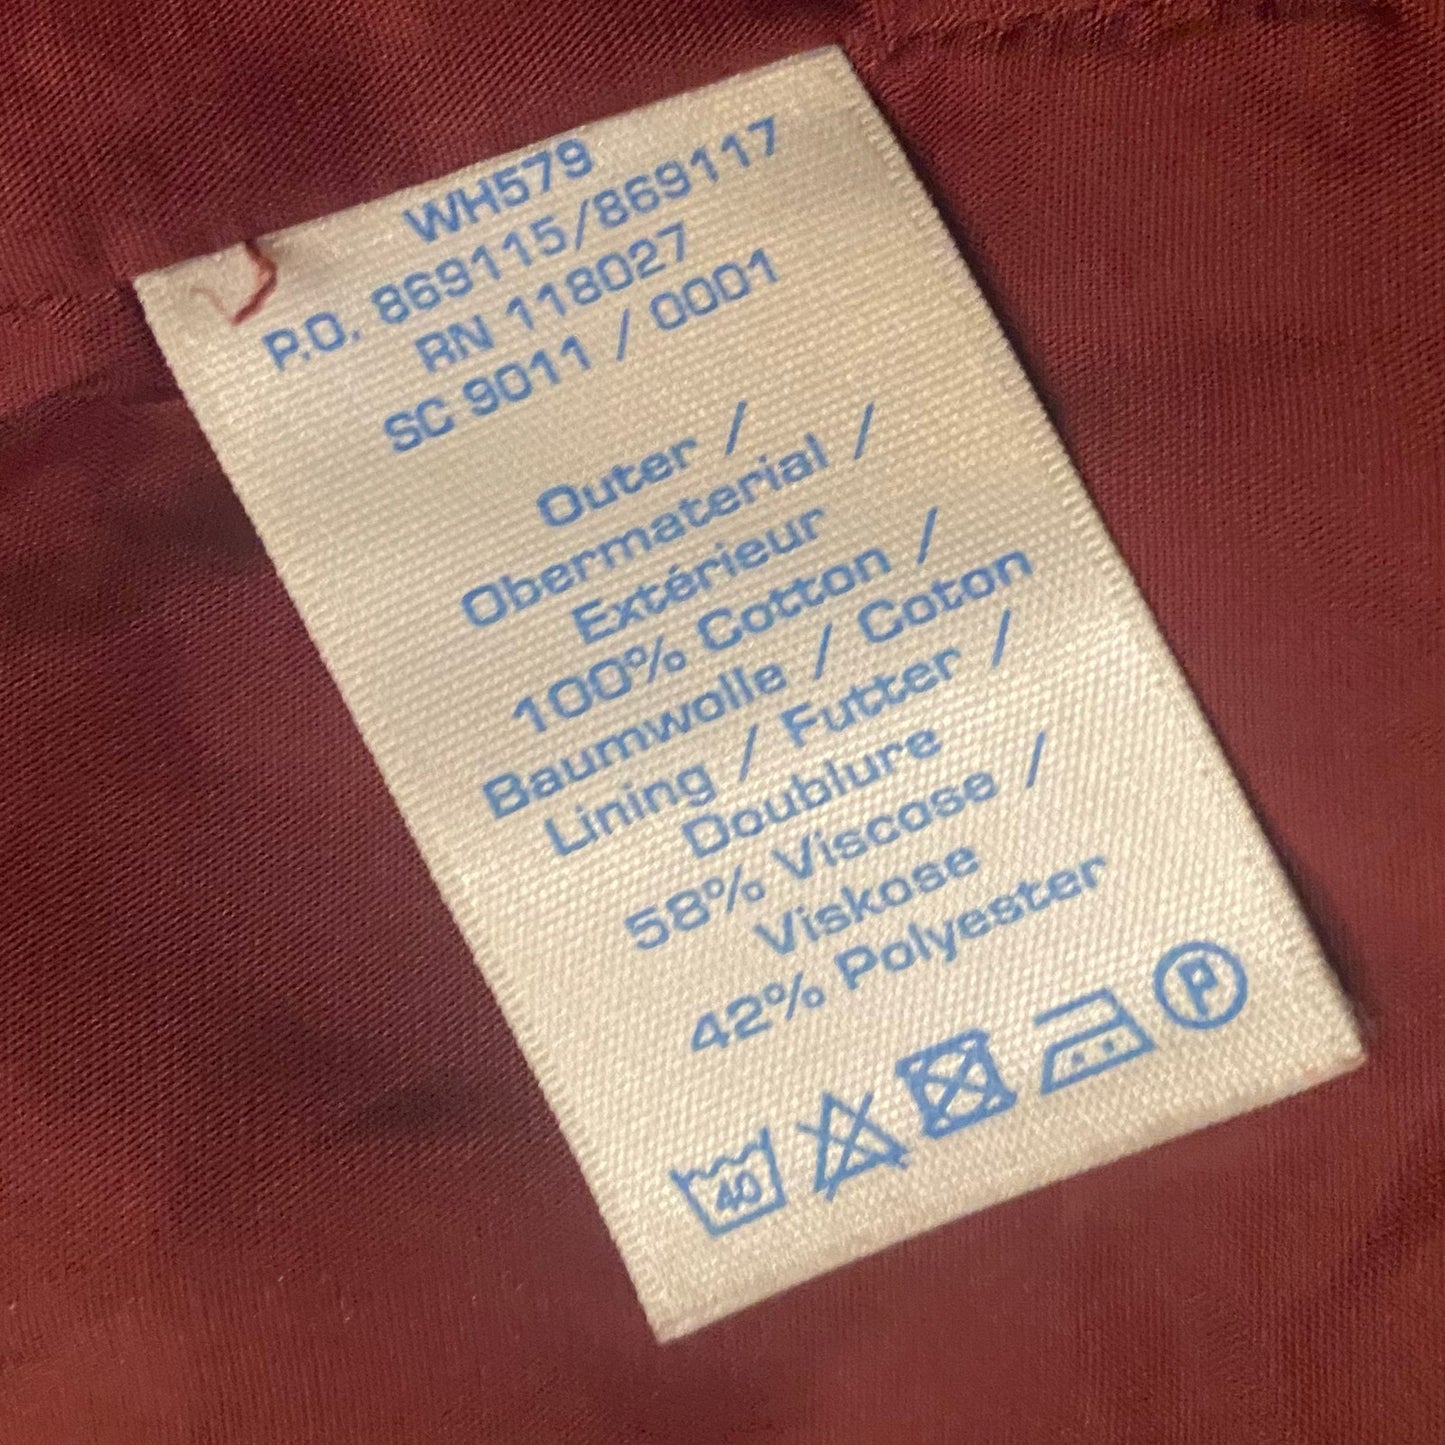 WH579
P.O. 869115/869117
RN 118027
SC 9011 / 0001
Outer /
Obermaterial /
Extérieur
100% Cotton /
Baumwolle / Coton
Lining / Futter /
Doublure
58% Viscose /
Viskose
42% Polyester
40
P